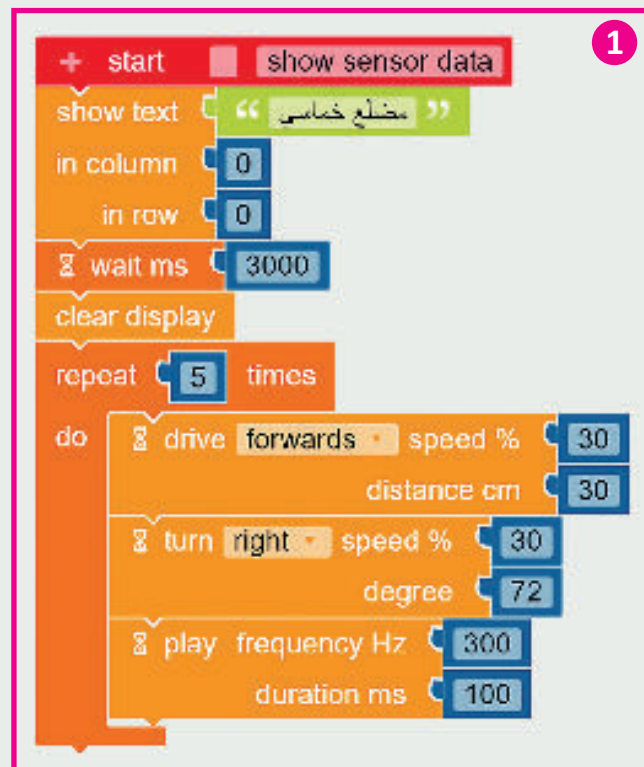 1
+ start show sensor data
show text “ مضلع خماسي ”
in column 0
in row 0
wait ms 3000
clear display
repeat 5 times
do drive forwards speed % 30
distance cm 30
turn right speed % 30
degree 72
play frequency Hz 300
duration ms 100